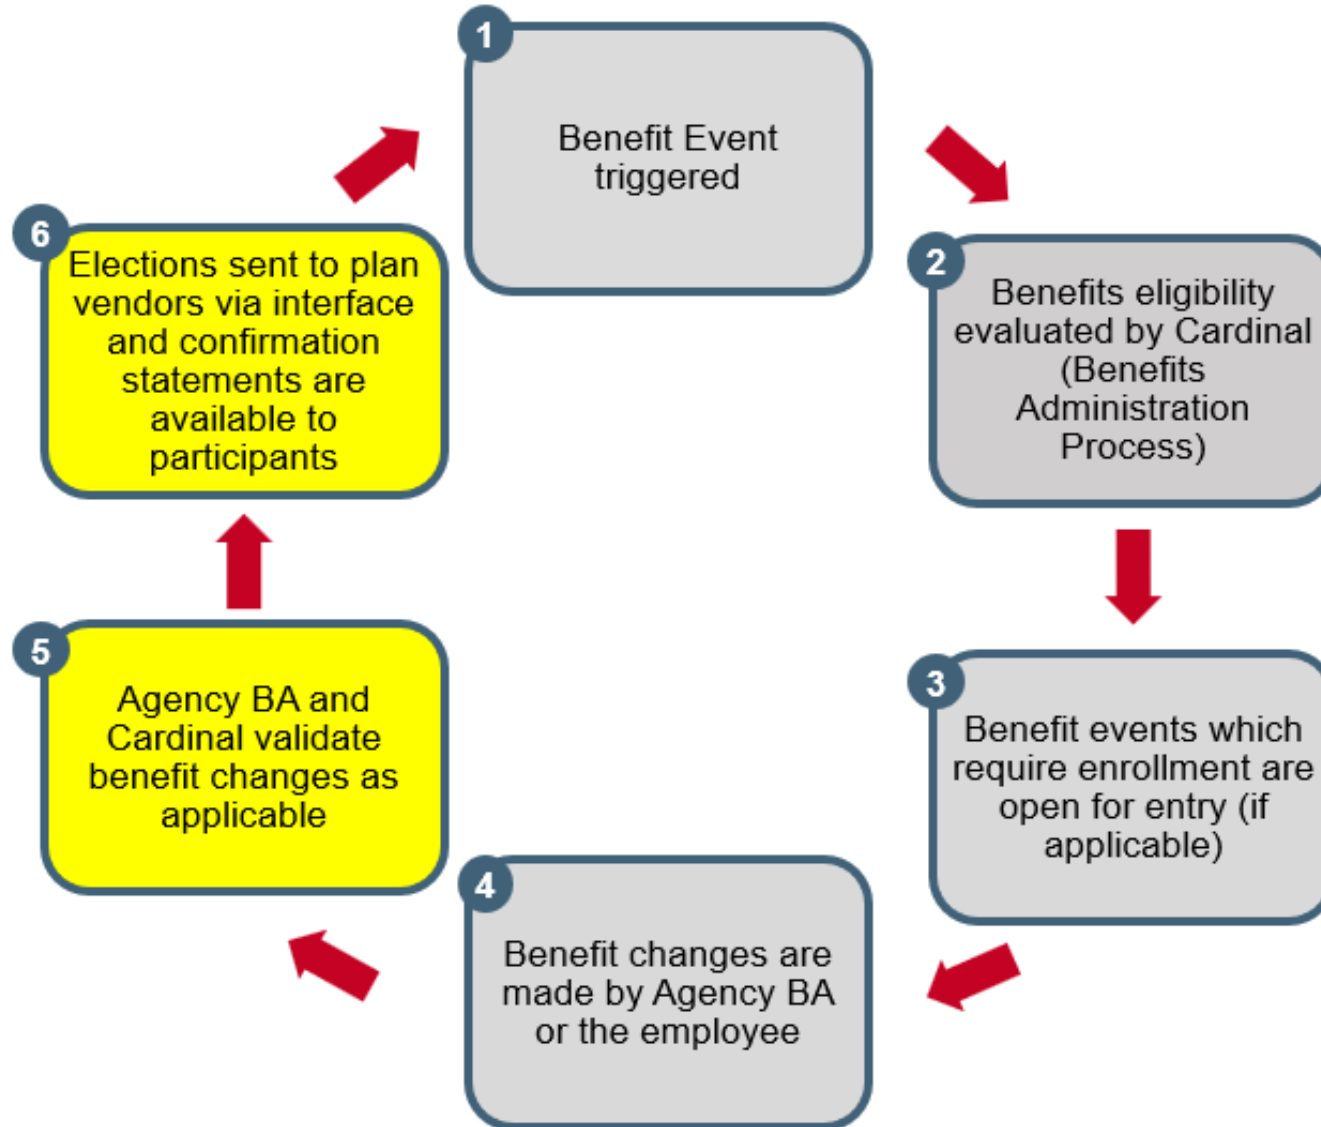 1
Benefit Event
triggered
2
Benefits eligibility
evaluated by Cardinal
(Benefits
Administration
Process)
3
Benefit events which
require enrollment are
open for entry (if
applicable)
4
Benefit changes are
made by Agency BA
or the employee
5
Agency BA and
Cardinal validate
benefit changes as
applicable
6
Elections sent to plan
vendors via interface
and confirmation
statements are
available to
participants